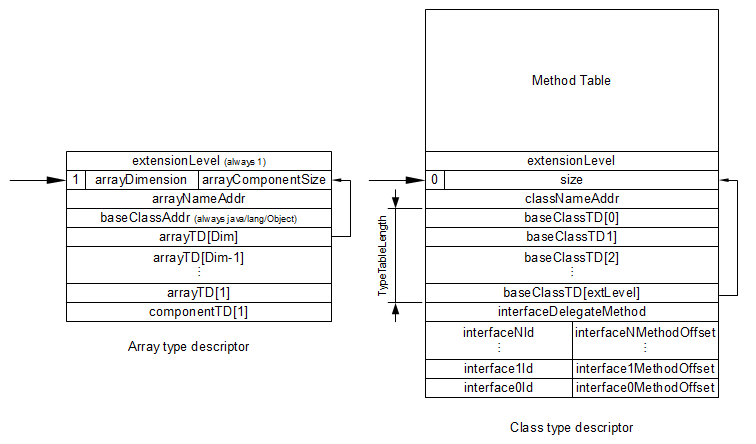 extensionLevel (always 1)
1 arrayDimension arrayComponentSize
arrayNameAddr
baseClassAddr (always java/lang/Object)
arrayTD[Dim]
arrayTD[Dim-1]
⋮
arrayTD[1]
componentTD[1]
Array type descriptor
Method Table
extensionLevel
0 size
classNameAddr
baseClassTD[0]
baseClassTD1]
baseClassTD[2]
⋮
baseClassTD[extLevel]
TypeTableLength
interfaceDelegateMethod
interfaceNId interfaceNMethodOffset
⋮ ⋮
interface1Id interface1MethodOffset
interface0Id interface0MethodOffset
Class type descriptor